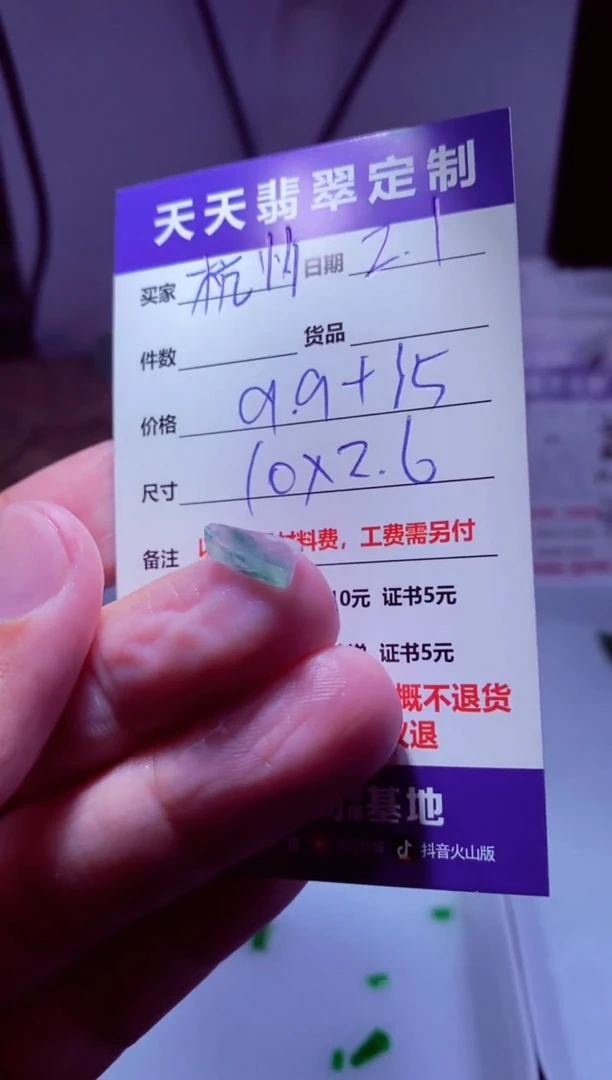 天天翡翠定制
买家 杭州 日期 2.1
件数 货品
价格 9.9+15
尺寸 10x2.6
备注 材料费，工费需另付
10元 证书5元
证书5元
概不退货
退
基地
抖音火山版